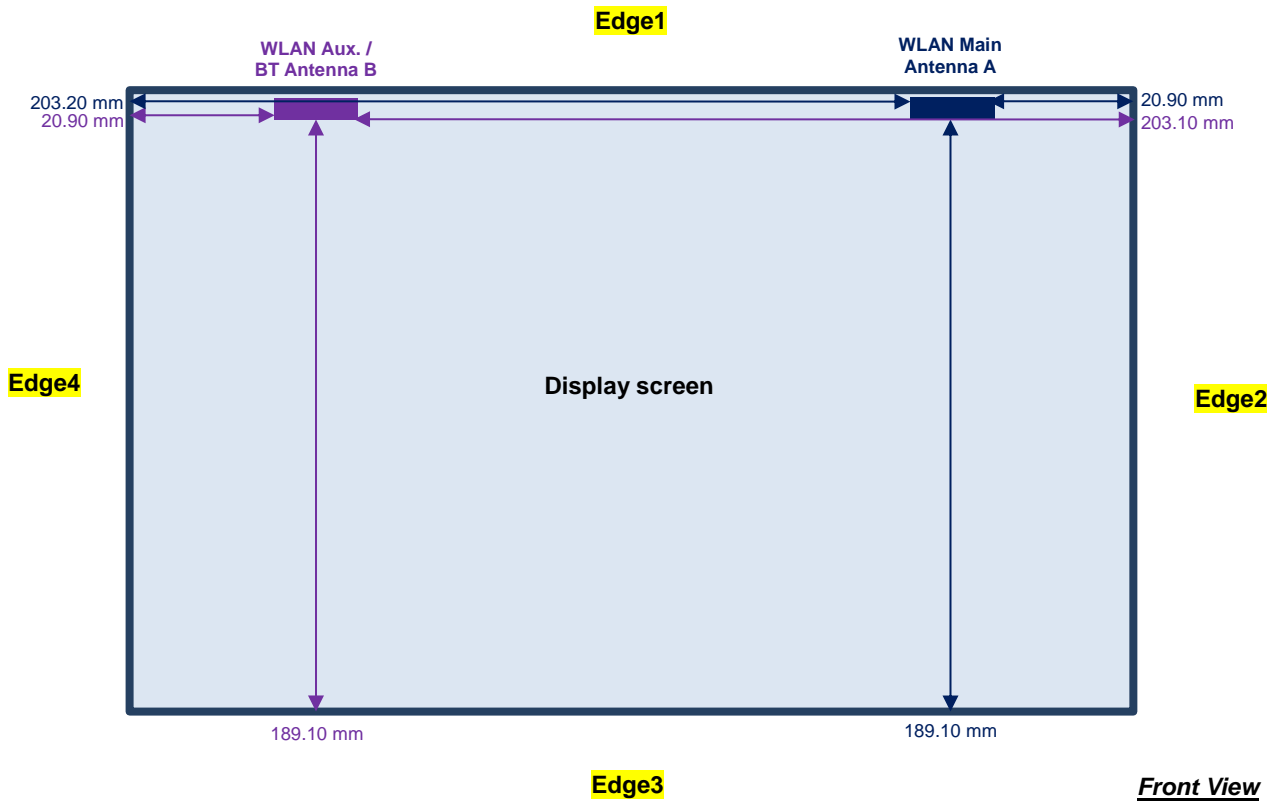 Edge1
WLAN Aux. /
BT Antenna B
WLAN Main
Antenna A
203.20 mm
20.90 mm
20.90 mm
203.10 mm
Edge4
Display screen
Edge2
189.10 mm
189.10 mm
Edge3
Front View